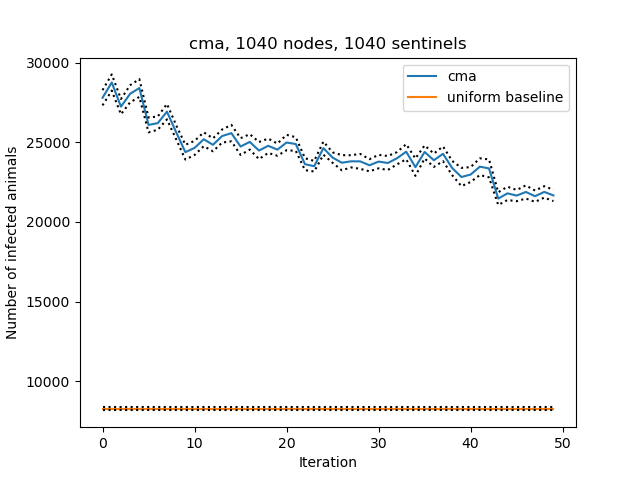 cma, 1040 nodes, 1040 sentinels
cma
uniform baseline
Number of infected animals
30000
25000
20000
15000
10000
0 10 20 30 40 50
Iteration